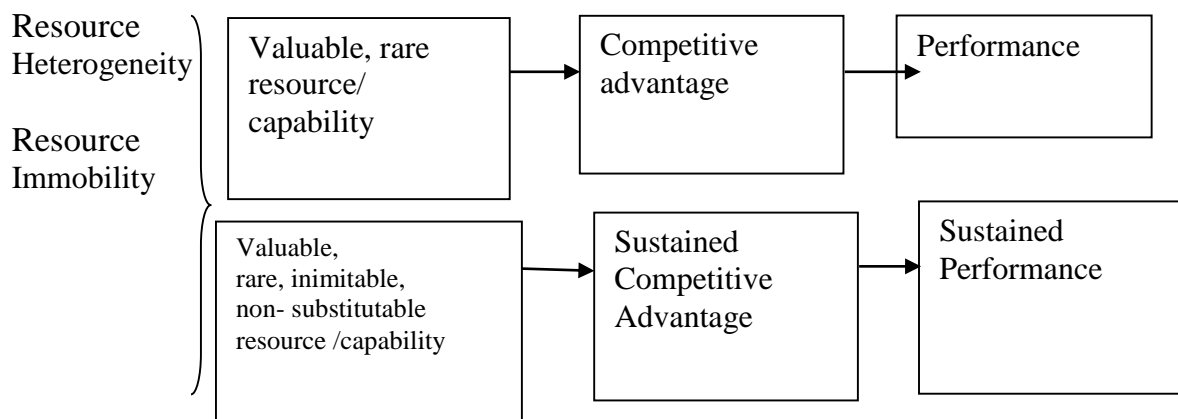 Resource
Heterogeneity
Resource
Immobility
Valuable, rare
resource/
capability
Competitive
advantage
Performance
Valuable,
rare, inimitable,
non- substitutable
resource /capability
Sustained
Competitive
Advantage
Sustained
Performance